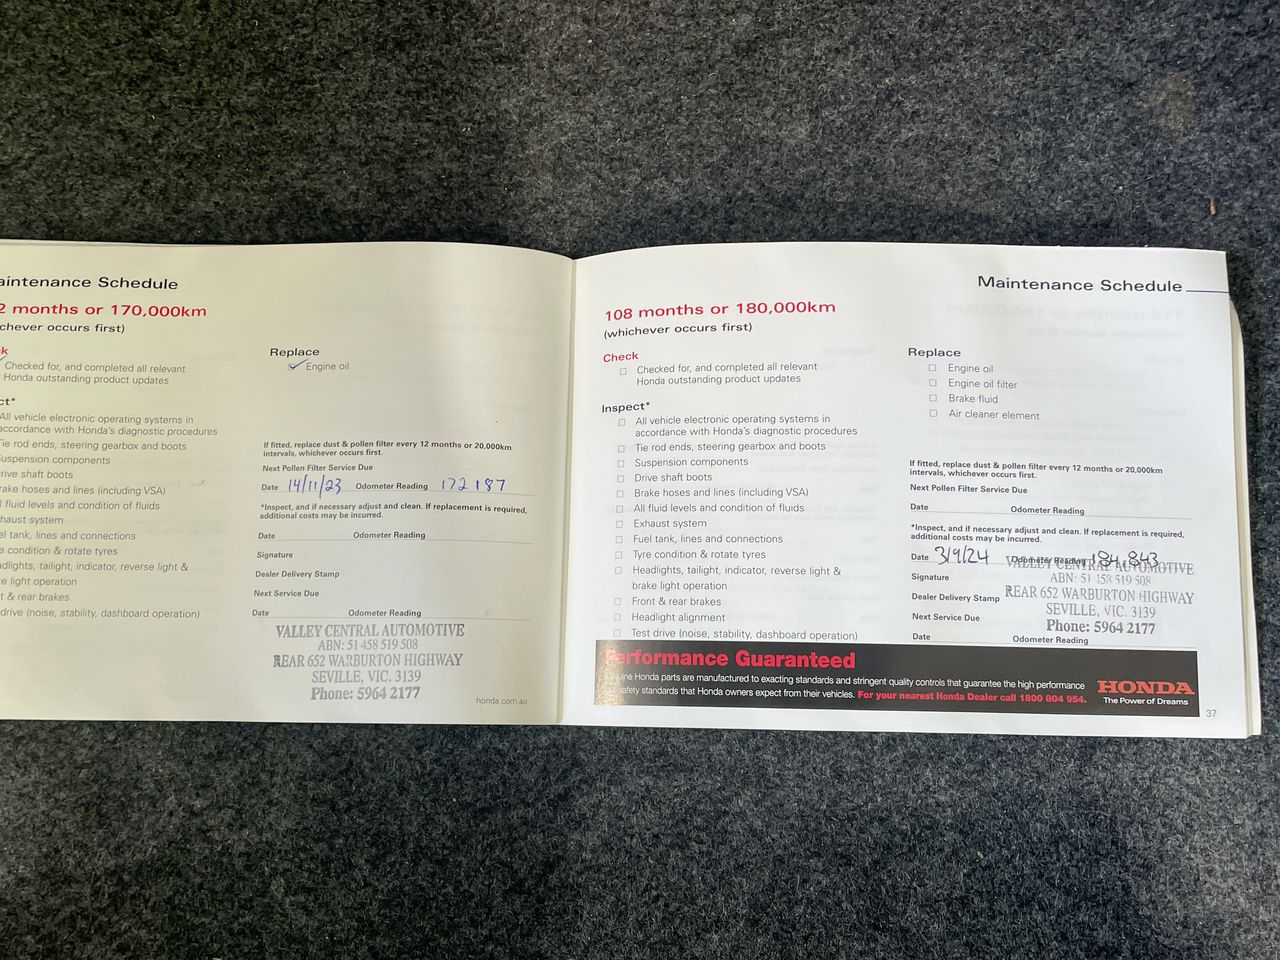 aintenance Schedule
2 months or 170,000km
chever occurs first)
k
Checked for, and completed all relevant
Honda outstanding product updates
ct*
All vehicle electronic operating systems in
accordance with Honda's diagnostic procedures
Tie rod ends, steering gearbox and boots
Suspension components
rive shaft boots
rake hoses and lines (including VSA)
l fluid levels and condition of fluids
haust system
el tank, lines and connections
e condition & rotate tyres
adlights, taillight, indicator, reverse light &
ke light operation
t & rear brakes
drive (noise, stability, dashboard operation)
Replace
Engine oil
If fitted, replace dust & pollen filter every 12 months or 20,000km
intervals, whichever occurs first.
Next Pollen Filter Service Due
Date 14/11/23 Odometer Reading 172187
*Inspect, and if necessary adjust and clean. If replacement is required,
additional costs may be incurred.
Date Odometer Reading
Signature
Dealer Delivery Stamp
Next Service Due
Date Odometer Reading
VALLEY CENTRAL AUTOMOTIVE
ABN: 51 458 519 508
REAR 652 WARBURTON HIGHWAY
SEVILLE, VIC. 3139
Phone: 5964 2177
honda.com.au
Maintenance Schedule
108 months or 180,000km
(whichever occurs first)
Check
Checked for, and completed all relevant
Honda outstanding product updates
Inspect*
All vehicle electronic operating systems in
accordance with Honda's diagnostic procedures
Tie rod ends, steering gearbox and boots
Suspension components
Drive shaft boots
Brake hoses and lines (including VSA)
All fluid levels and condition of fluids
Exhaust system
Fuel tank, lines and connections
Tyre condition & rotate tyres
Headlights, taillight, indicator, reverse light &
brake light operation
Front & rear brakes
Headlight alignment
Test drive (noise, stability, dashboard operation)
Replace
Engine oil
Engine oil filter
Brake fluid
Air cleaner element
If fitted, replace dust & pollen filter every 12 months or 20,000km
intervals, whichever occurs first.
Next Pollen Filter Service Due
Date Odometer Reading
*Inspect, and if necessary adjust and clean. If replacement is required,
additional costs may be incurred.
Date 3/9/24 Odometer Reading 184,843
VALLEY CENTRAL AUTOMOTIVE
Signature ABN: 51 458 519 508
Dealer Delivery Stamp REAR 652 WARBURTON HIGHWAY
SEVILLE, VIC. 3139
Next Service Due Phone: 5964 2177
Date Odometer Reading
Performance Guaranteed
Honda parts are manufactured to exacting standards and stringent quality controls that guarantee the high performance
safety standards that Honda owners expect from their vehicles. For your nearest Honda Dealer call 1800 804 954.
HONDA
The Power of Dreams
37